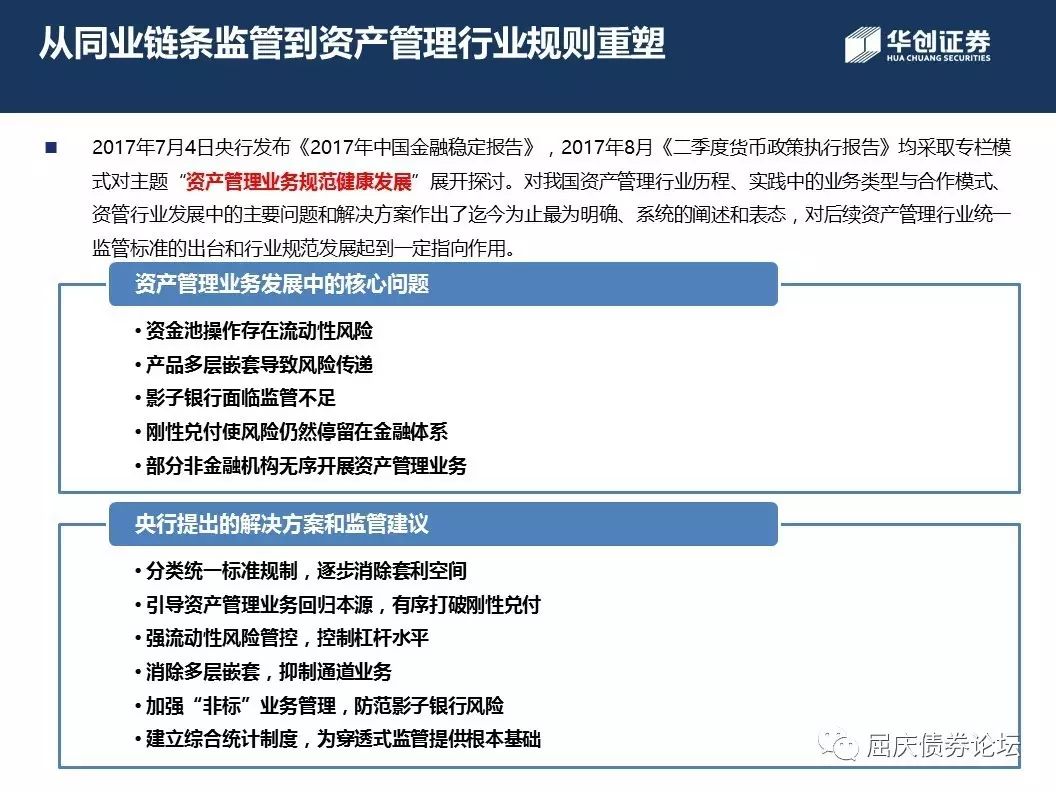 从同业链条监管到资产管理行业规则重塑
华创证券
HUA CHUANG SECURITIES
2017年7月4日央行发布《2017年中国金融稳定报告》，2017年8月《二季度货币政策执行报告》均采取专栏模
式对主题“资产管理业务规范健康发展”展开探讨。对我国资产管理行业历程、实践中的业务类型与合作模式、
资管行业发展中的主要问题和解决方案作出了迄今为止最为明确、系统的阐述和表态，对后续资产管理行业统一
监管标准的出台和行业规范发展起到一定指向作用。
资产管理业务发展中的核心问题
•资金池操作存在流动性风险
•产品多层嵌套导致风险传递
•影子银行面临监管不足
•刚性兑付使风险仍然停留在金融体系
•部分非金融机构无序开展资产管理业务
央行提出的解决方案和监管建议
•分类统一标准规制，逐步消除套利空间
•引导资产管理业务回归本源，有序打破刚性兑付
•强流动性风险管控，控制杠杆水平
•消除多层嵌套，抑制通道业务
•加强“非标”业务管理，防范影子银行风险
•建立综合统计制度，为穿透式监管提供根本基础
屈庆债券论坛